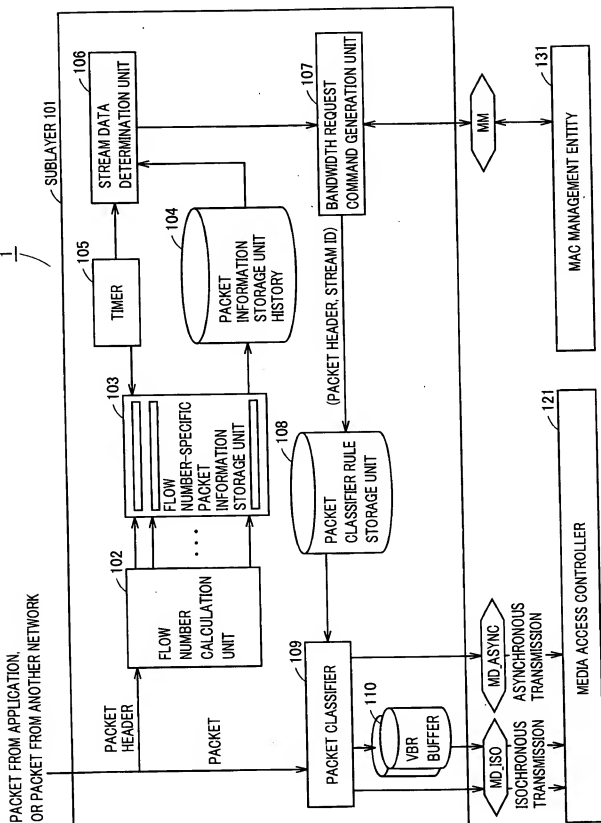 1
PACKET FROM APPLICATION,
OR PACKET FROM ANOTHER NETWORK
SUBLAYER 101
PACKET
HEADER
PACKET
102
FLOW
NUMBER
CALCULATION
UNIT
103
FLOW
NUMBER-SPECIFIC
PACKET
INFORMATION
STORAGE UNIT
105
TIMER
104
PACKET
INFORMATION
STORAGE UNIT
HISTORY
106
STREAM DATA
DETERMINATION UNIT
107
BANDWIDTH REQUEST
COMMAND GENERATION UNIT
(PACKET HEADER, STREAM ID)
108
PACKET
CLASSIFIER RULE
STORAGE UNIT
109
PACKET CLASSIFIER
110
VBR
BUFFER
MD_ISO
ISOCHRONOUS
TRANSMISSION
MD_ASYNC
ASYNCHRONOUS
TRANSMISSION
MM
121
MEDIA ACCESS CONTROLLER
131
MAC MANAGEMENT ENTITY